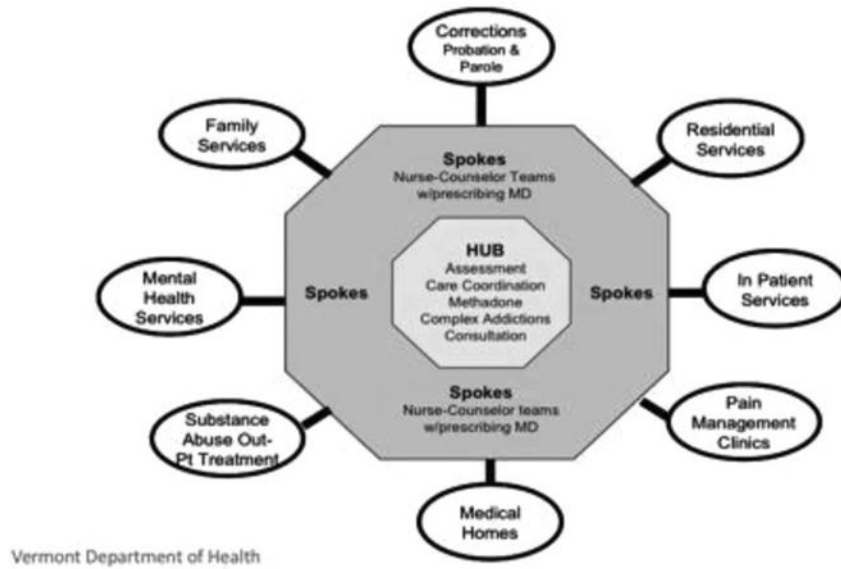 Corrections
Probation &
Parole
Family
Services
Residential
Services
Spokes
Nurse-Counselor Teams
w/prescribing MD
HUB
Assessment
Care Coordination
Methadone
Complex Addictions
Consultation
Mental
Health
Services
Spokes
Spokes
In Patient
Services
Spokes
Nurse-Counselor teams
w/prescribing MD
Substance
Abuse Out-
Pt Treatment
Pain
Management
Clinics
Medical
Homes
Vermont Department of Health